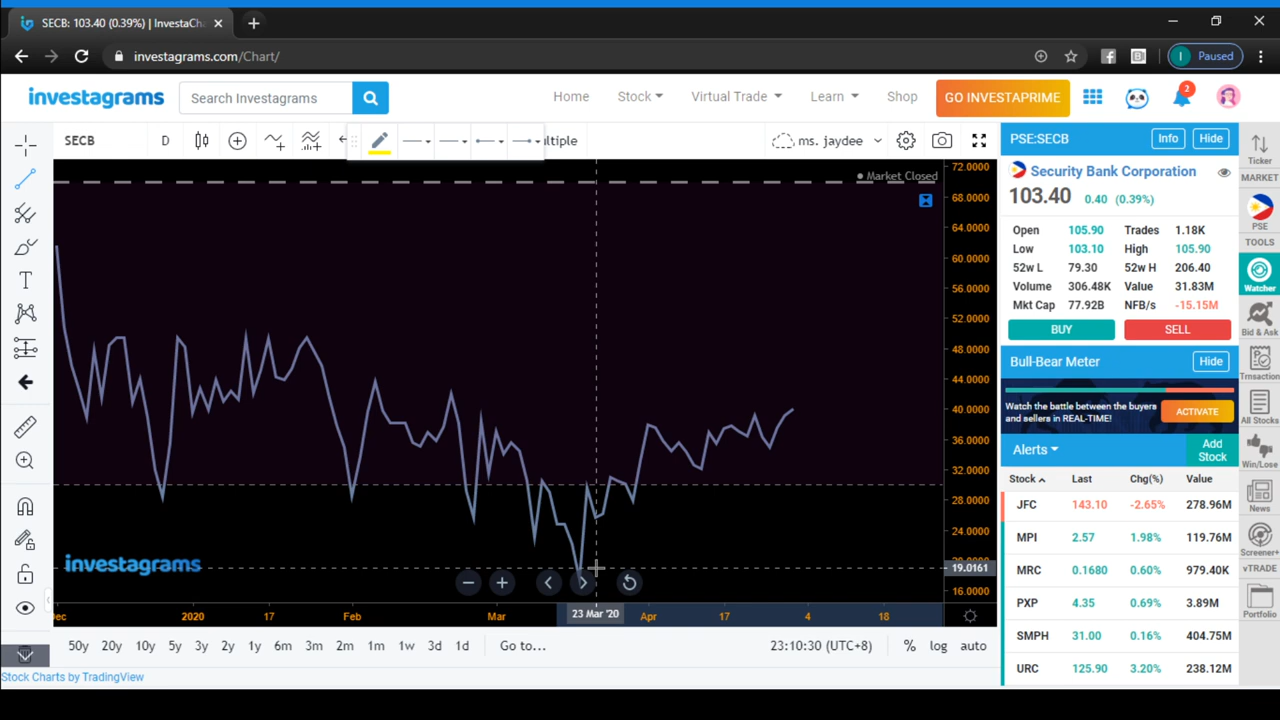 SECB: 103.40 (0.39%) | InvestaCha
investagrams.com/Chart/
Paused
investagrams
Search Investagrams
Home
Stock
Virtual Trade
Learn
Shop
GO INVESTAPRIME
2
SECB
D
ultiple
ms. jaydee
Market Closed
72.0000
68.0000
64.0000
60.0000
56.0000
52.0000
48.0000
44.0000
40.0000
36.0000
32.0000
28.0000
24.0000
19.0161
16.0000
investagrams
2020
17
Feb
Mar
23 Mar '20
Apr
17
4
18
50y 20y 10y 5y 3y 2y 1y 6m 3m 2m 1m 1w 3d 1d Go to...
23:10:30 (UTC+8)
% log auto
Stock Charts by TradingView
PSE:SECB Info Hide
Security Bank Corporation
103.40 0.40 (0.39%)
Open 105.90 Trades 1.18K
Low 103.10 High 105.90
52w L 79.30 52w H 206.40
Volume 306.48K Value 31.83M
Mkt Cap 77.92B NFB/s -15.15M
BUY SELL
Bull-Bear Meter Hide
Watch the battle between the buyers
and sellers in REAL-TIME!
ACTIVATE
Alerts
Add
Stock
Stock Last Chg(%) Value
JFC 143.10 -2.65% 278.96M
MPI 2.57 1.98% 119.76M
MRC 0.1680 0.60% 979.40K
PXP 4.35 0.69% 3.89M
SMPH 31.00 0.16% 404.75M
URC 125.90 3.20% 238.12M
Ticker
MARKET
PSE
TOOLS
Watcher
Bid & Ask
Trnsaction
All Stocks
Win/Lose
News
Screener+
vTRADE
Portfolio